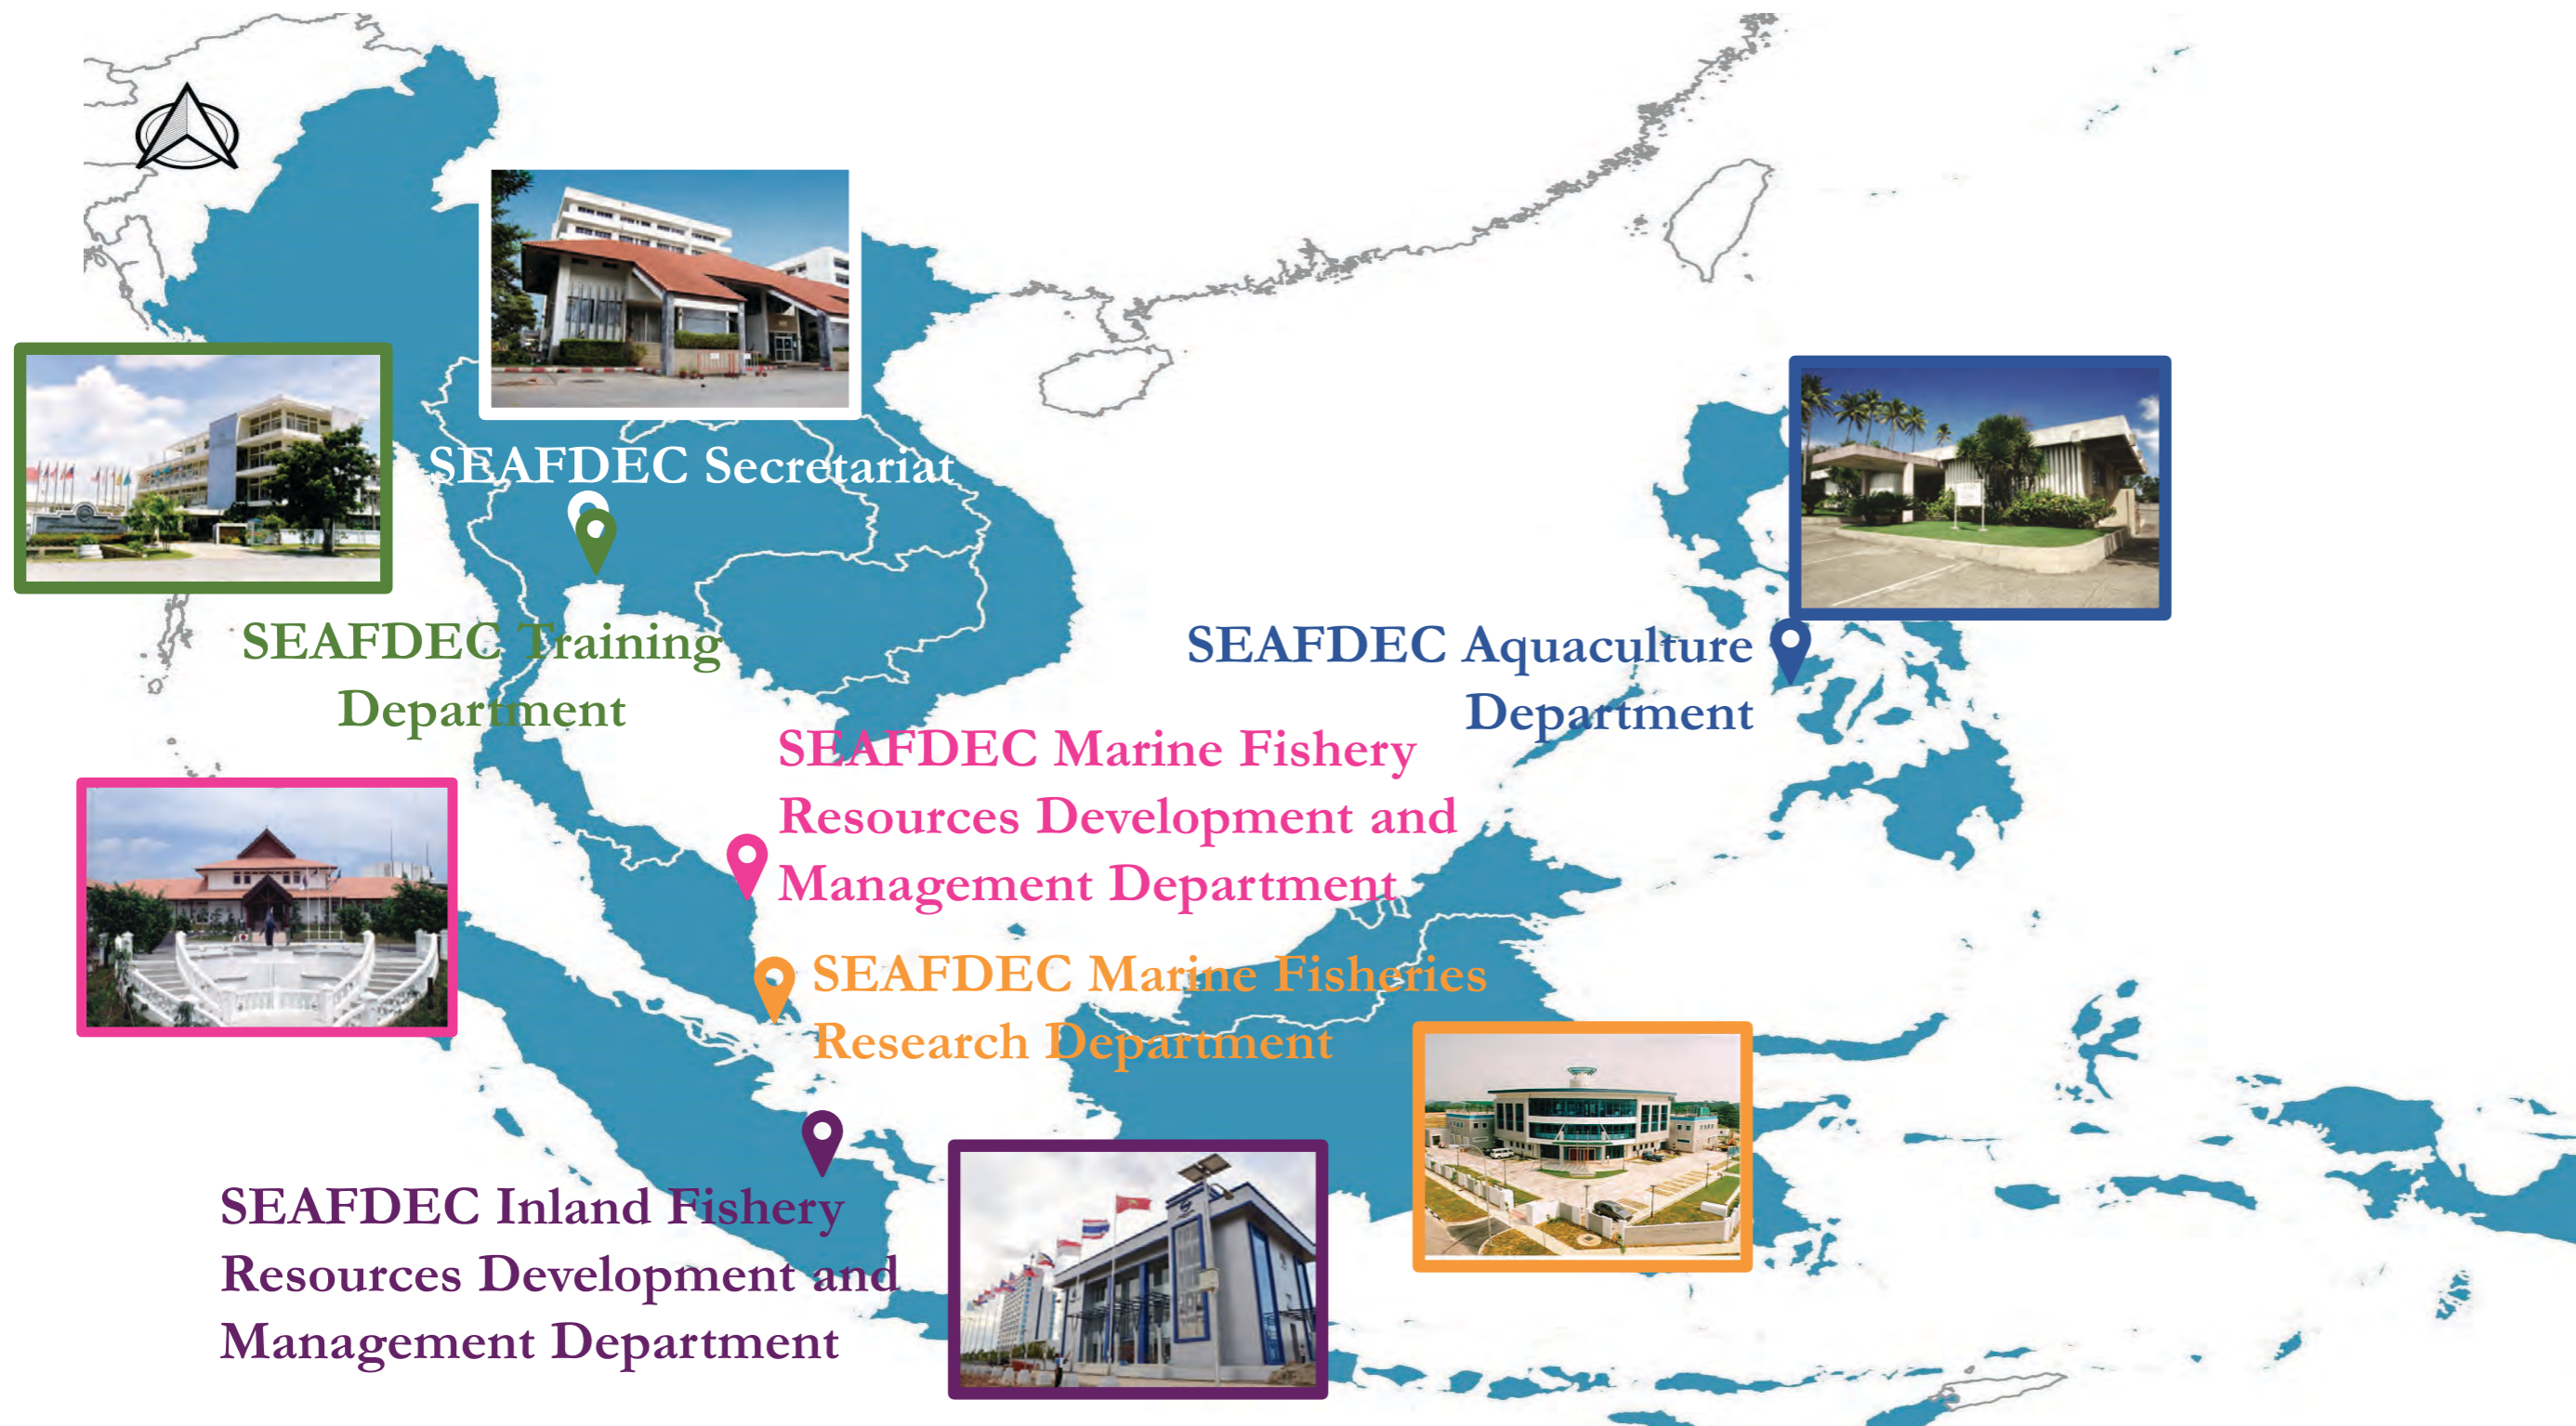 SEAFDEC Secretariat
SEAFDEC Training
Department
SEAFDEC Aquaculture
Department
SEAFDEC Marine Fishery
Resources Development and
Management Department
SEAFDEC Marine Fisheries
Research Department
SEAFDEC Inland Fishery
Resources Development and
Management Department